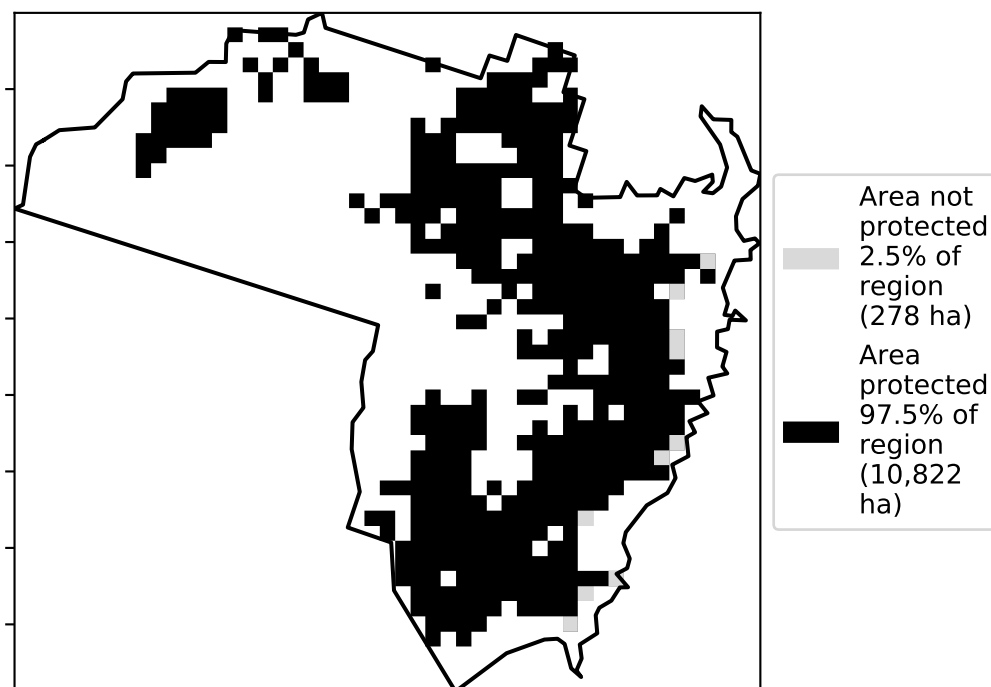 Area not
protected
2.5% of
region
(278 ha)
Area
protected
97.5% of
region
(10,822
ha)